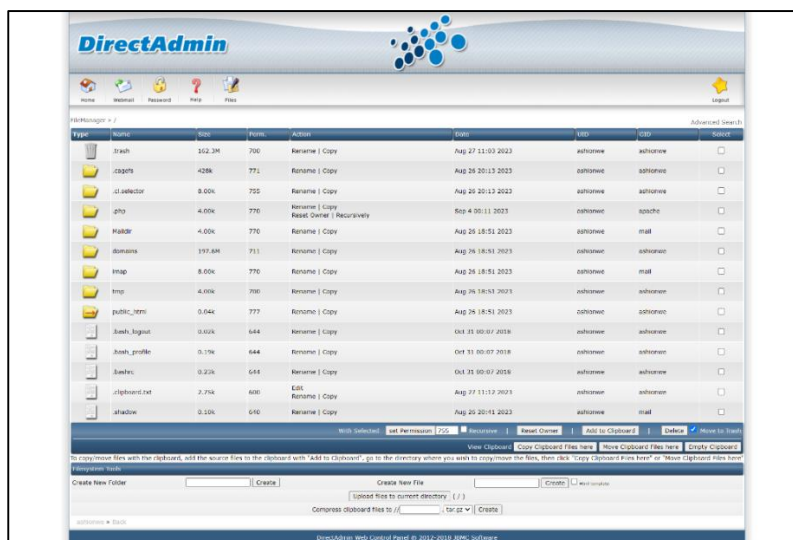 DirectAdmin
Home Webmail Password Help Files Logout
FileManager » /
Advanced Search
Type Name Size Perm. Action Date UID GID Select
.trash 162.3M 700 Rename | Copy Aug 27 11:03 2023 ashionwe ashionwe
.cagefs 428k 771 Rename | Copy Aug 26 20:13 2023 ashionwe ashionwe
.cl.selector 8.00k 755 Rename | Copy Aug 26 20:13 2023 ashionwe ashionwe
.php 4.00k 770 Rename | Copy Sep 4 00:11 2023 ashionwe apache
Reset Owner | Recursively
Maildir 4.00k 770 Rename | Copy Aug 26 18:51 2023 ashionwe mail
domains 197.6M 711 Rename | Copy Aug 26 18:51 2023 ashionwe ashionwe
imap 8.00k 770 Rename | Copy Aug 26 18:51 2023 ashionwe mail
tmp 4.00k 700 Rename | Copy Aug 26 18:51 2023 ashionwe ashionwe
public_html 0.04k 777 Rename | Copy Aug 26 18:51 2023 ashionwe ashionwe
.bash_logout 0.02k 644 Rename | Copy Oct 31 00:07 2018 ashionwe ashionwe
.bash_profile 0.19k 644 Rename | Copy Oct 31 00:07 2018 ashionwe ashionwe
.bashrc 0.23k 644 Rename | Copy Oct 31 00:07 2018 ashionwe ashionwe
.clipboard.txt 2.75k 600 Edit Aug 27 11:12 2023 ashionwe ashionwe
Rename | Copy
.shadow 0.10k 640 Rename | Copy Aug 26 20:41 2023 ashionwe mail
With Selected set Permission 755 Recursive | Reset Owner | Add to Clipboard | Delete Move to Trash
View Clipboard Copy Clipboard Files here Move Clipboard Files here Empty Clipboard
To copy/move files with the clipboard, add the source files to the clipboard with "Add to Clipboard". go to the directory where you wish to copy/move the files, then click "Copy Clipboard Files here" or "Move Clipboard Files here"
Filesystem Tools
Create New Folder Create Create New File Create
Upload files to current directory ( / )
Compress clipboard files to // .tar.gz Create
ashionwe » Back
DirectAdmin Web Control Panel © 2012-2018 JBMC Software